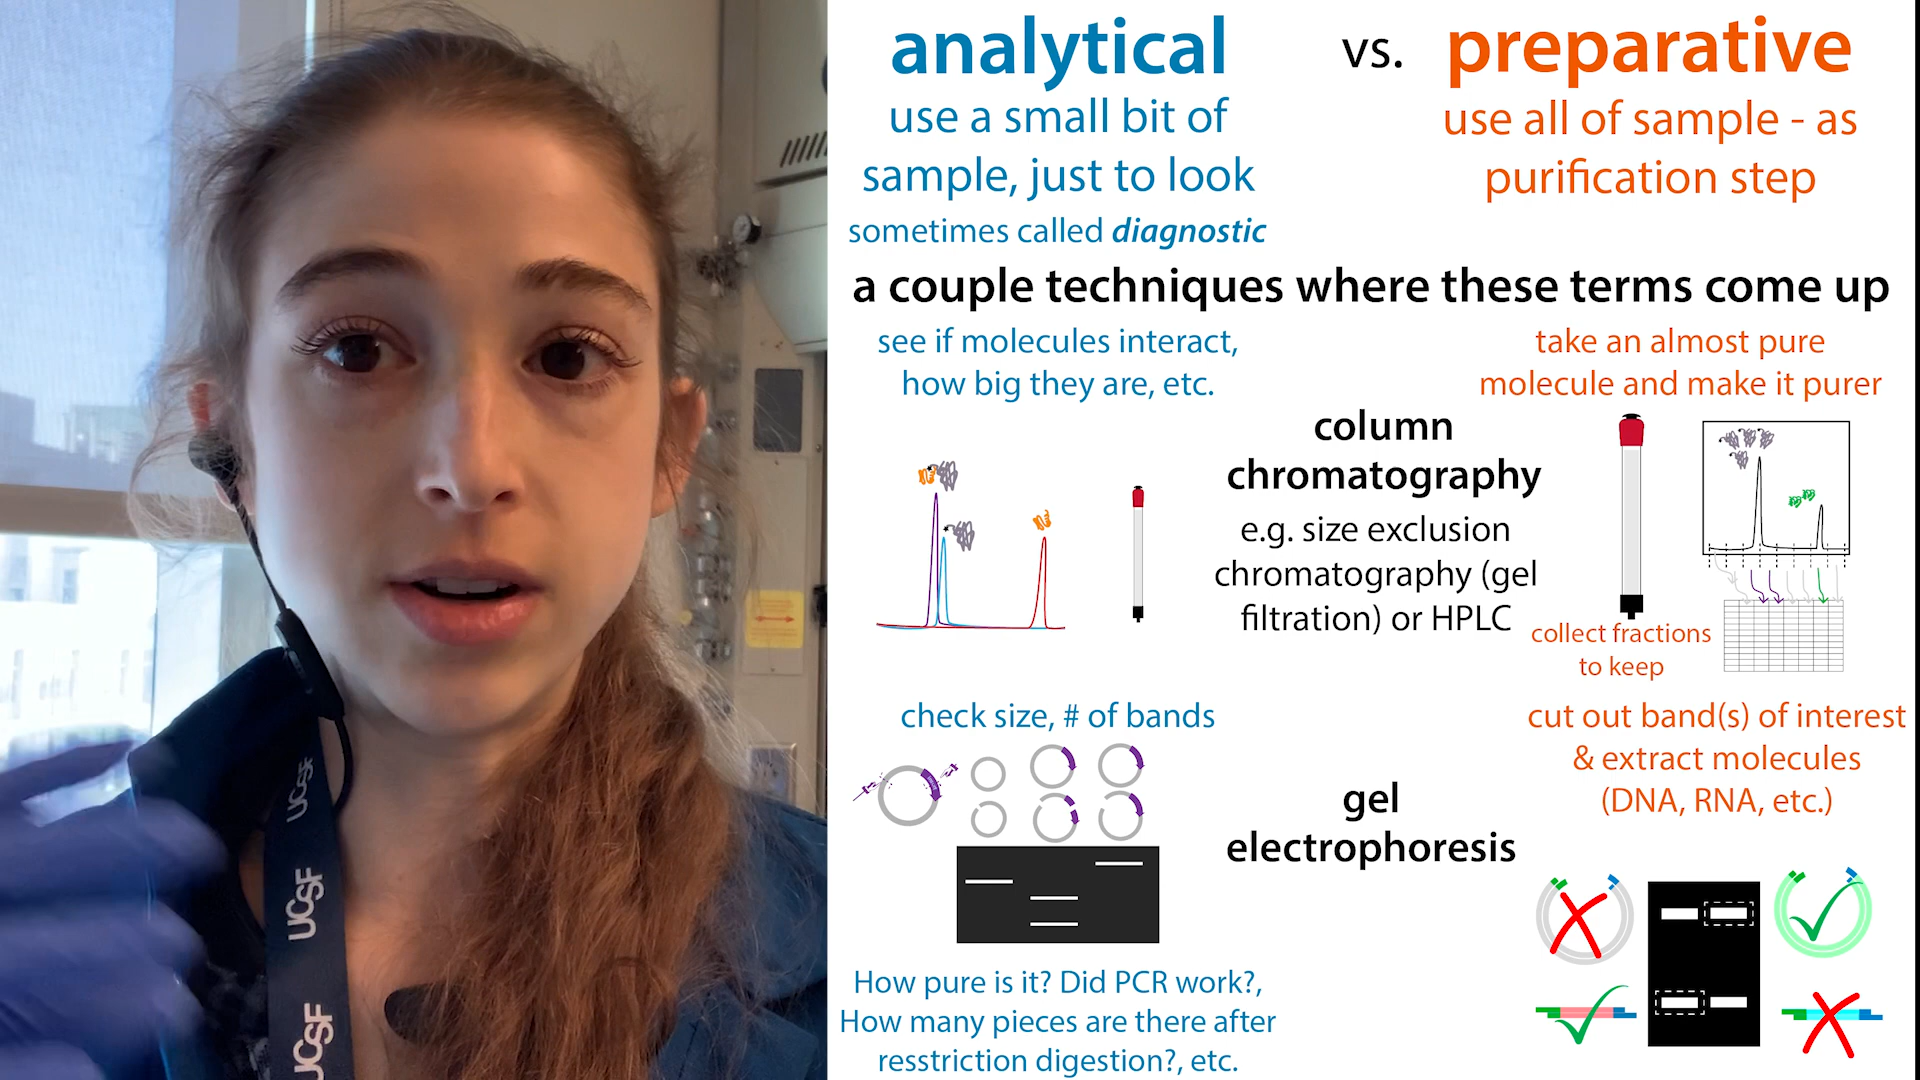 analytical
vs.
preparative
use a small bit of
sample, just to look
sometimes called diagnostic
use all of sample - as
purification step
a couple techniques where these terms come up
see if molecules interact,
how big they are, etc.
take an almost pure
molecule and make it purer
column
chromatography
e.g. size exclusion
chromatography (gel
filtration) or HPLC
collect fractions
to keep
check size, # of bands
cut out band(s) of interest
& extract molecules
(DNA, RNA, etc.)
gel
electrophoresis
How pure is it? Did PCR work?,
How many pieces are there after
resstriction digestion?, etc.
UCSF
UCSF
UCSF